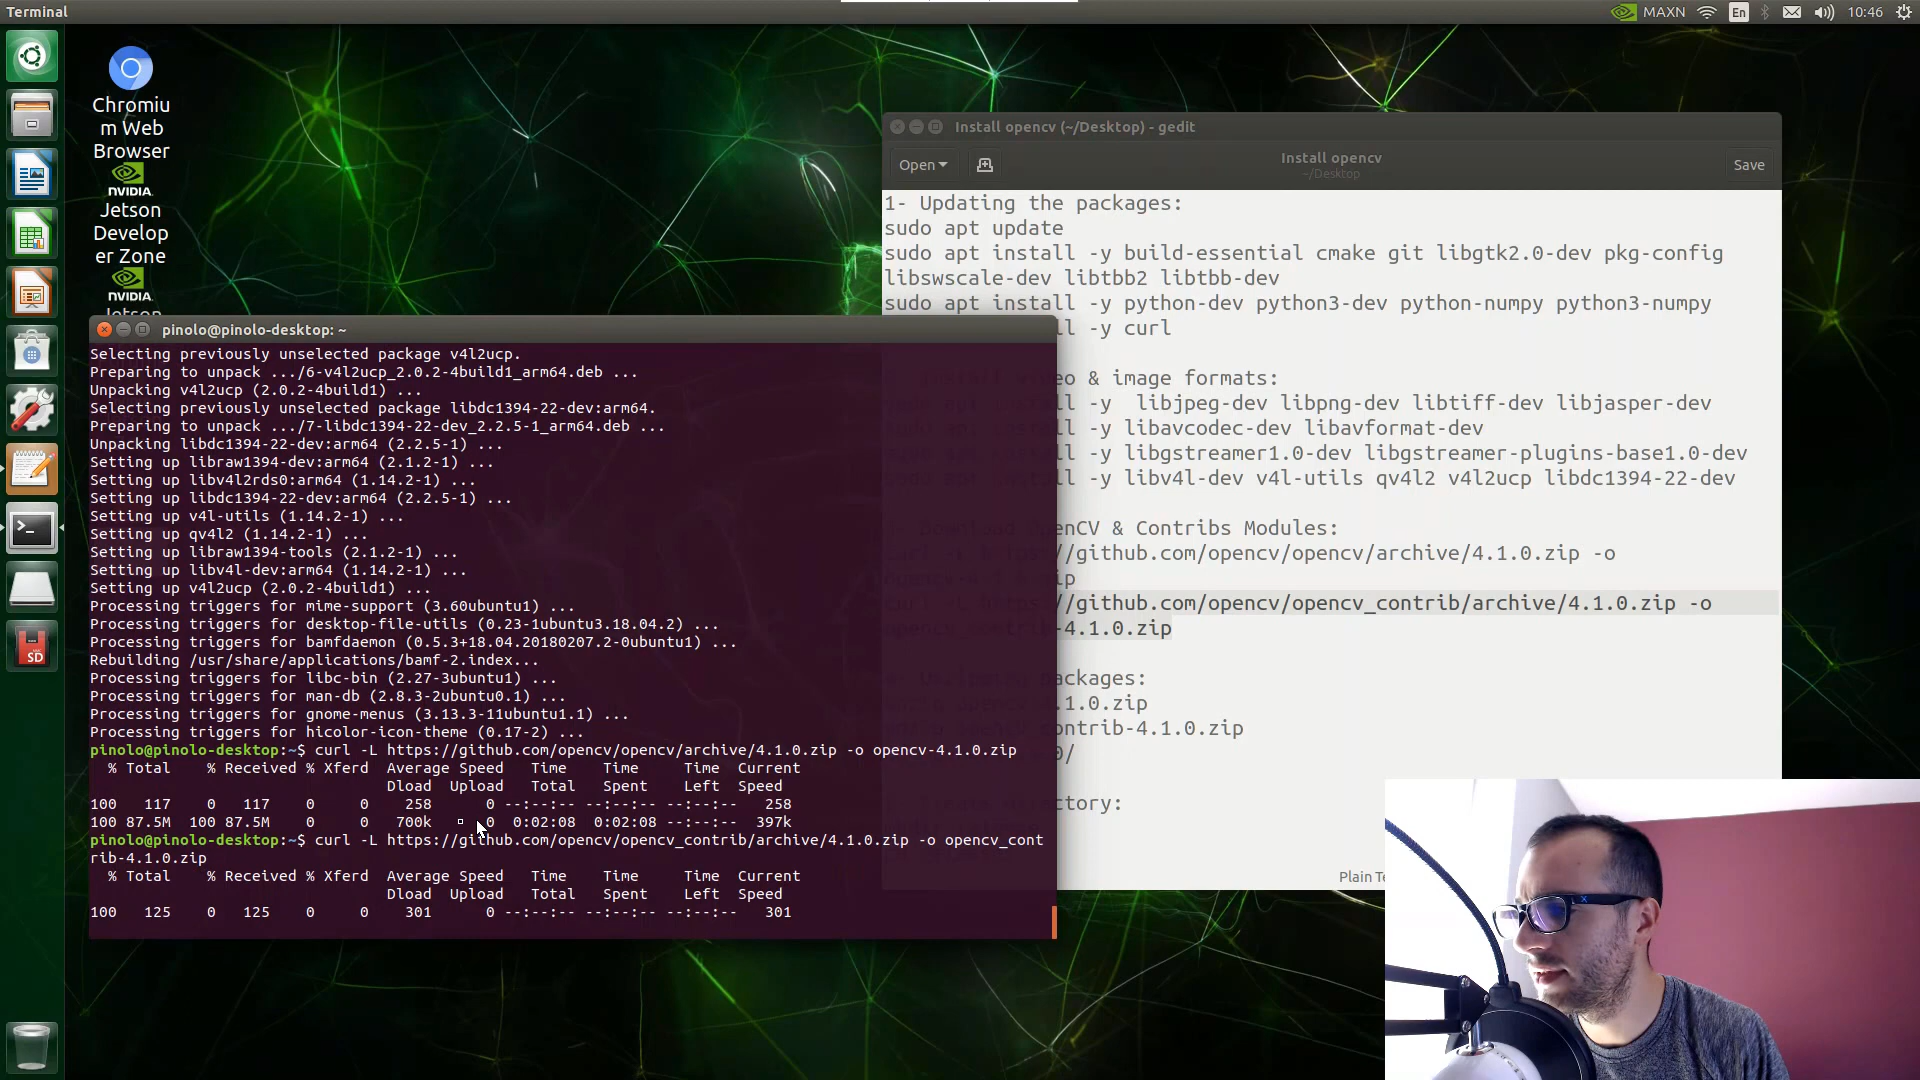 Terminal
MAXN
En
10:46
Chromiu
m Web
Browser
NVIDIA.
Jetson
Develop
er Zone
NVIDIA.
Install opencv (~/Desktop) - gedit
Open
Install opencv
~/Desktop
Save
1- Updating the packages:
sudo apt update
sudo apt install -y build-essential cmake git libgtk2.0-dev pkg-config
libswscale-dev libtbb2 libtbb-dev
sudo apt install -y python-dev python3-dev python-numpy python3-numpy
ll -y curl
eo & image formats:
-y  libjpeg-dev libpng-dev libtiff-dev libjasper-dev
-y libavcodec-dev libavformat-dev
-y libgstreamer1.0-dev libgstreamer-plugins-base1.0-dev
-y libv4l-dev v4l-utils qv4l2 v4l2ucp libdc1394-22-dev
Download OpenCV & Contribs Modules:
//github.com/opencv/opencv/archive/4.1.0.zip -o
ip
curl -L https://github.com/opencv/opencv_contrib/archive/4.1.0.zip -o
opencv_contrib-4.1.0.zip
packages:
.1.0.zip
contrib-4.1.0.zip
0/
Create directory:
Plain Te
SD
pinolo@pinolo-desktop: ~
Selecting previously unselected package v4l2ucp.
Preparing to unpack .../6-v4l2ucp_2.0.2-4build1_arm64.deb ...
Unpacking v4l2ucp (2.0.2-4build1) ...
Selecting previously unselected package libdc1394-22-dev:arm64.
Preparing to unpack .../7-libdc1394-22-dev_2.2.5-1_arm64.deb ...
Unpacking libdc1394-22-dev:arm64 (2.2.5-1) ...
Setting up libraw1394-dev:arm64 (2.1.2-1) ...
Setting up libv4l2rds0:arm64 (1.14.2-1) ...
Setting up libdc1394-22-dev:arm64 (2.2.5-1) ...
Setting up v4l-utils (1.14.2-1) ...
Setting up qv4l2 (1.14.2-1) ...
Setting up libraw1394-tools (2.1.2-1) ...
Setting up libv4l-dev:arm64 (1.14.2-1) ...
Setting up v4l2ucp (2.0.2-4build1) ...
Processing triggers for mime-support (3.60ubuntu1) ...
Processing triggers for desktop-file-utils (0.23-1ubuntu3.18.04.2) ...
Processing triggers for bamfdaemon (0.5.3+18.04.20180207.2-0ubuntu1) ...
Rebuilding /usr/share/applications/bamf-2.index...
Processing triggers for libc-bin (2.27-3ubuntu1) ...
Processing triggers for man-db (2.8.3-2ubuntu0.1) ...
Processing triggers for gnome-menus (3.13.3-11ubuntu1.1) ...
Processing triggers for hicolor-icon-theme (0.17-2) ...
pinolo@pinolo-desktop:~$ curl -L https://github.com/opencv/opencv/archive/4.1.0.zip -o opencv-4.1.0.zip
% Total    % Received % Xferd  Average Speed   Time    Time     Time  Current
Dload  Upload   Total   Spent    Left  Speed
100   117    0   117    0     0    258      0 --:--:-- --:--:-- --:--:--   258
100 87.5M  100 87.5M    0     0   700k      0  0:02:08  0:02:08 --:--:--  397k
pinolo@pinolo-desktop:~$ curl -L https://github.com/opencv/opencv_contrib/archive/4.1.0.zip -o opencv_cont
rib-4.1.0.zip
% Total    % Received % Xferd  Average Speed   Time    Time     Time  Current
Dload  Upload   Total   Spent    Left  Speed
100   125    0   125    0     0    301      0 --:--:-- --:--:-- --:--:--   301